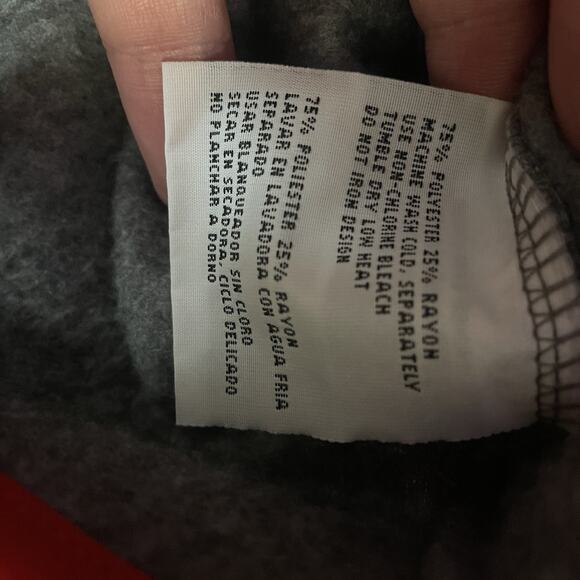 75% POLYESTER 25% RAYON
MACHINE WASH COLD, SEPARATELY
USE NON-CHLORINE BLEACH
TUMBLE DRY LOW HEAT
DO NOT IRON DESIGN
75% POLIESTER 25% RAYON
LAVAR EN LAVADORA CON AGUA FRIA
SEPARADO
USAR BLANQUEADOR SIN CLORO
SECAR EN SECADORA, CICLO DELICADO
NO PLANCHAR A DORNO